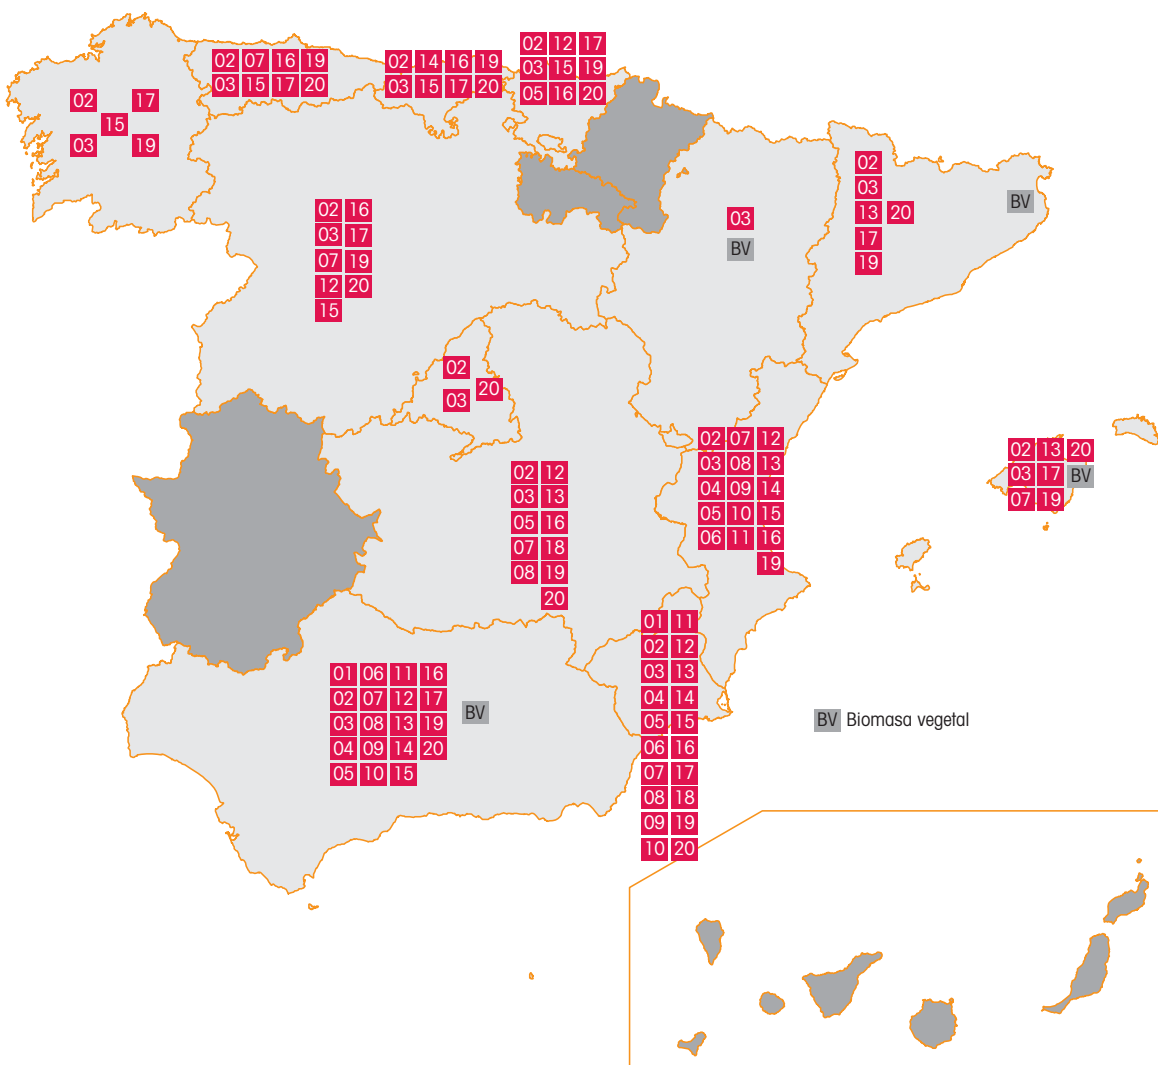 02 07 16 19
03 15 17 20
02 14 16 19
03 15 17 20
02 12 17
03 15 19
05 16 20
02 17
15
03 19
02 16
03 17
07 19
12 20
15
03
BV
02
03
13 20
17
19
BV
02
20
03
02 07 12
03 08 13
04 09 14
05 10 15
06 11 16
19
02 13 20
03 17 BV
07 19
02 12
03 13
05 16
07 18
08 19
20
01 11
02 12
03 13
04 14
05 15
06 16
07 17
08 18
09 19
10 20
01 06 11 16
02 07 12 17
03 08 13 19
04 09 14 20
05 10 15
BV
BV Biomasa vegetal